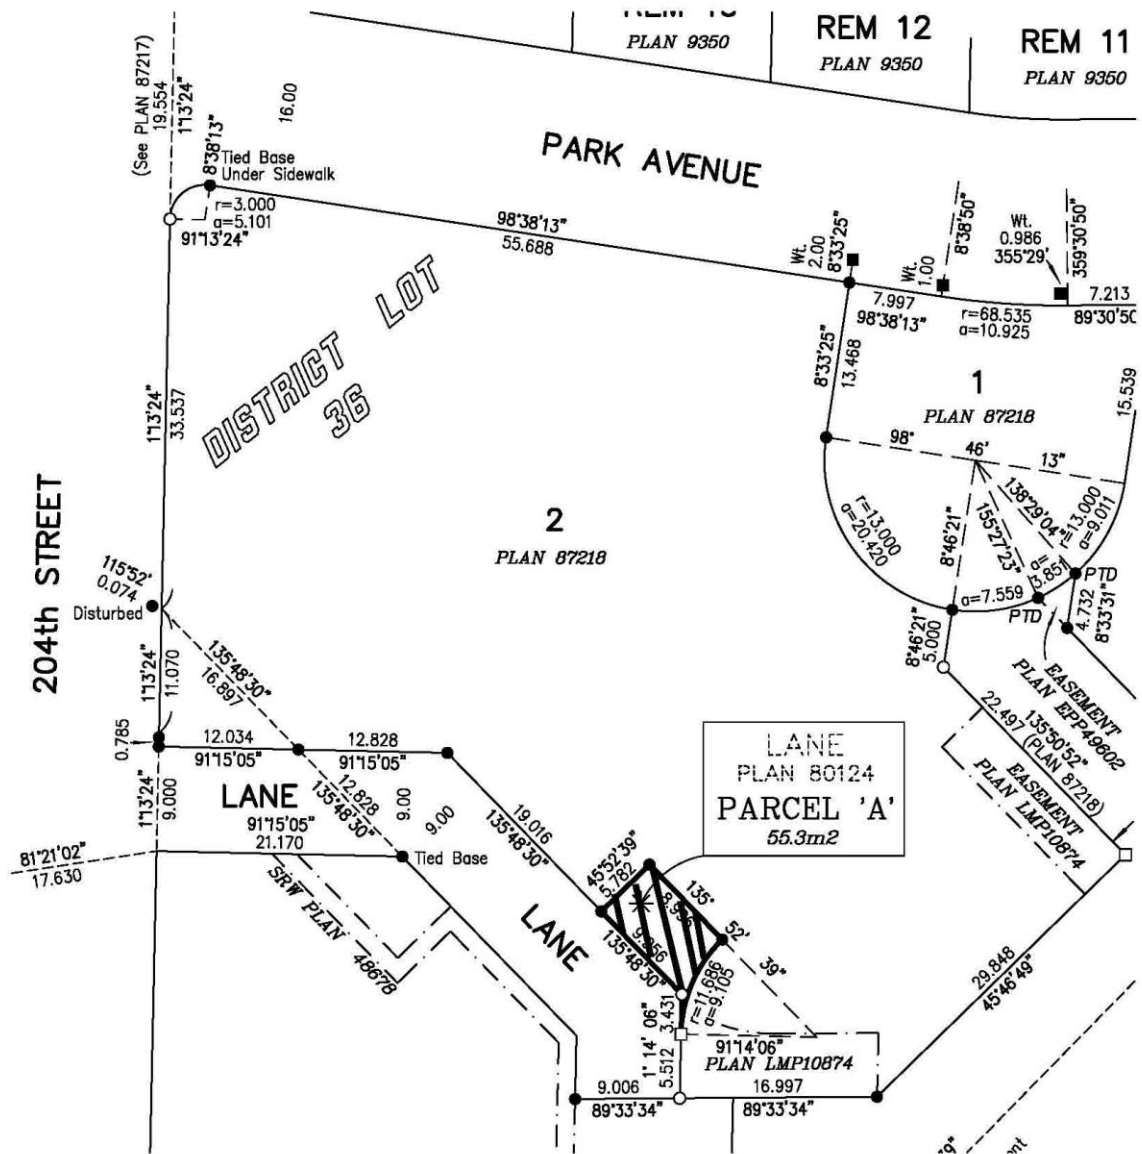 PLAN 9350
REM 12
PLAN 9350
REM 11
PLAN 9350
(See PLAN 87217)
19.554
1°13'24"
16.00
8°38'13"
Tied Base
Under Sidewalk
r=3.000
a=5.101
91°13'24"
PARK AVENUE
98°38'13"
55.688
Wt.
2.00
8°33'25"
Wt.
1.00
8°38'50"
Wt.
0.986
355°29'
359°30'50"
7.997
98°38'13"
r=68.535
a=10.925
7.213
DISTRICT LOT
36
1°13'24"
33.537
8°33'25"
13.468
1
PLAN 87218
15.539
98°
46'
13"
r=13.000
a=20.420
8°46'21"
155°27'23"
138°29'04"
r=13.000
a=9.011
a=7.559
PTD
PTD
4.732
8°33'31"
2
PLAN 87218
204th STREET
115°52'
0.074
Disturbed
1°13'24"
11.070
135°48'30"
16.897
8°46'21"
5.000
EASEMENT
PLAN EPP49602
22.497
135°50'52"
(PLAN 87218)
EASEMENT
PLAN LMP10874
0.785
12.034
91°15'05"
12.828
91°15'05"
LANE
PLAN 80124
PARCEL 'A'
55.3m2
1°13'24"
9.000
LANE
12.828
135°48'30"
9.00
9.00
19.016
135°48'30"
91°15'05"
21.170
Tied Base
81°21'02"
17.630
SRW PLAN 48678
45°52'39"
5.782
135°
52'
39"
LANE
135°48'30"
r=11.686
a=9.105
3.431
1° 14' 06"
5.512
91°14'06"
PLAN LMP10874
29.848
45°46'49"
9.006
89°33'34"
16.997
89°33'34"